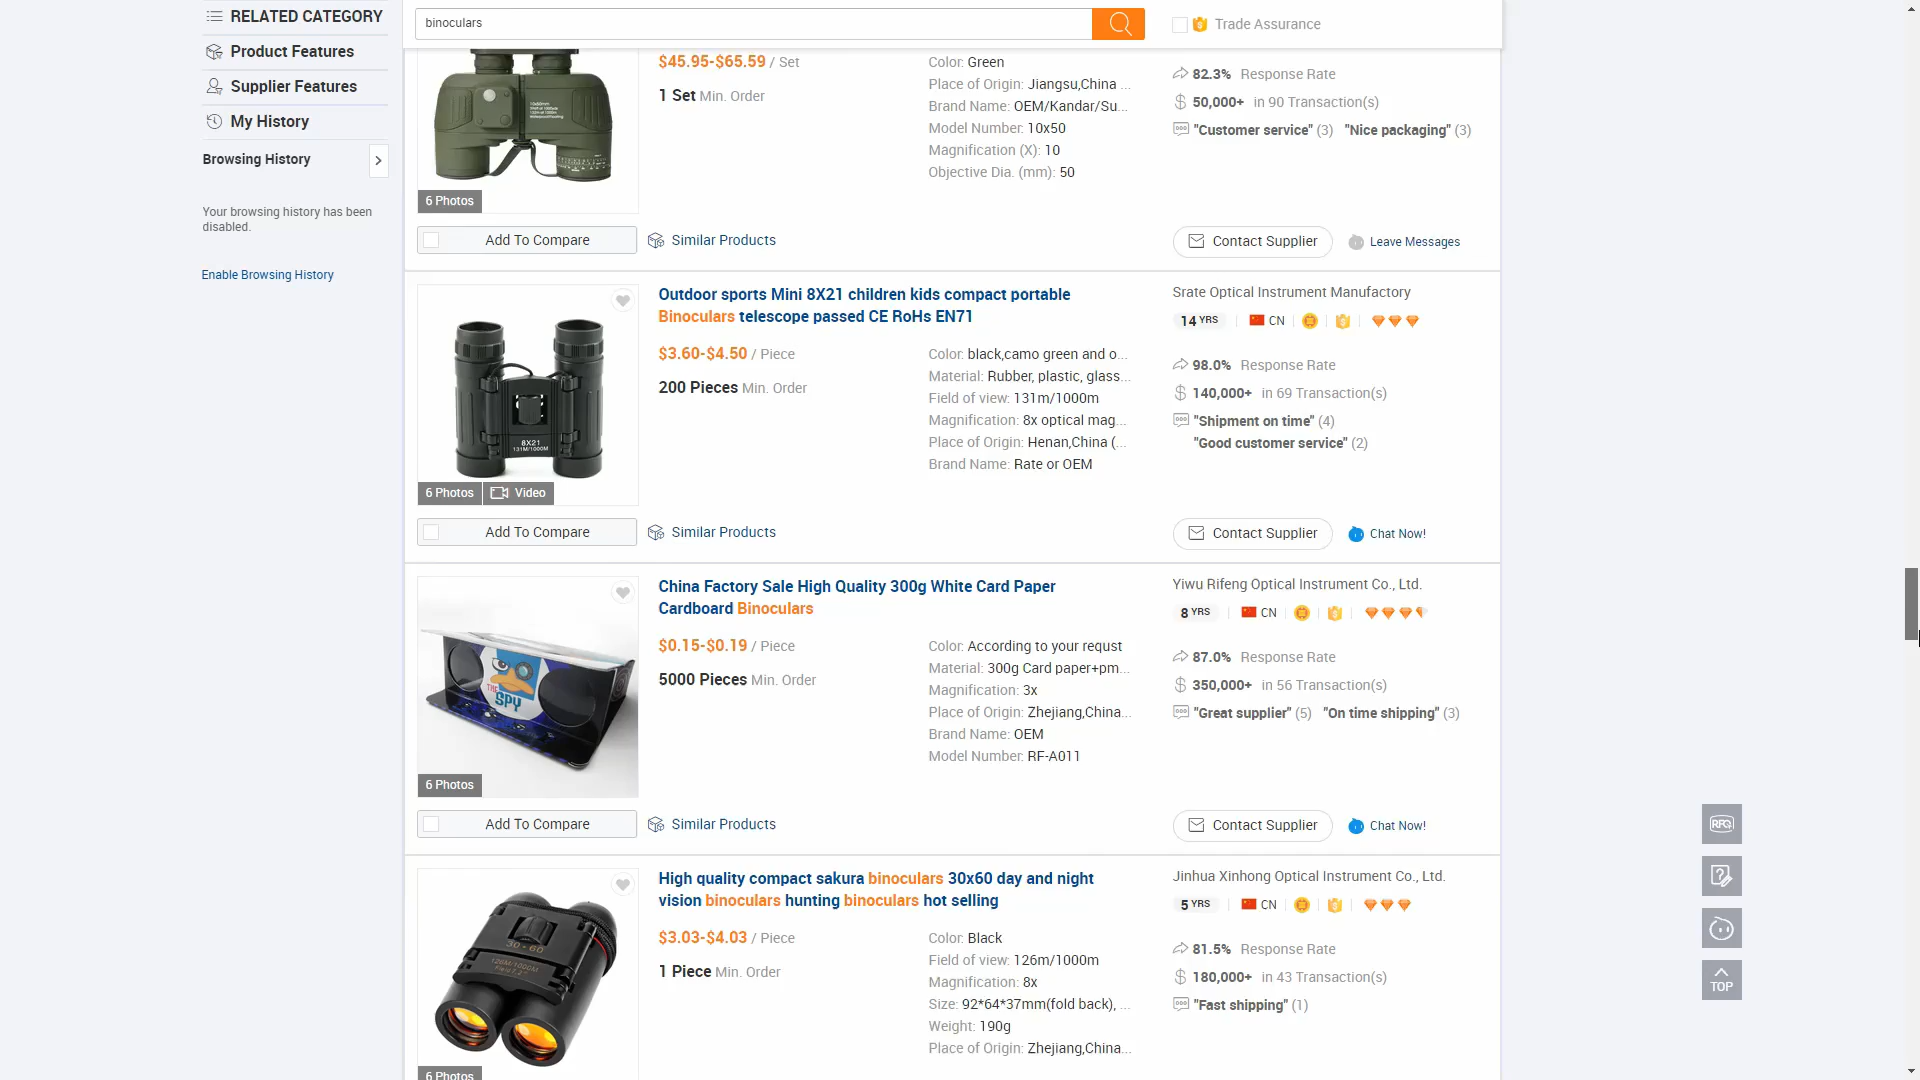 RELATED CATEGORY
Product Features
Supplier Features
My History
Browsing History
Your browsing history has been
disabled.
Enable Browsing History
binoculars
Trade Assurance
$45.95-$65.59 / Set
1 Set Min. Order
Color: Green
Place of Origin: Jiangsu,China ...
Brand Name: OEM/Kandar/Su...
Model Number: 10x50
Magnification (X): 10
Objective Dia. (mm): 50
82.3% Response Rate
50,000+ in 90 Transaction(s)
"Customer service" (3) "Nice packaging" (3)
6 Photos
Add To Compare
Similar Products
Contact Supplier
Leave Messages
Outdoor sports Mini 8X21 children kids compact portable
Binoculars telescope passed CE RoHs EN71
$3.60-$4.50 / Piece
200 Pieces Min. Order
Color: black,camo green and o...
Material: Rubber, plastic, glass...
Field of view: 131m/1000m
Magnification: 8x optical mag...
Place of Origin: Henan,China (...
Brand Name: Rate or OEM
Srate Optical Instrument Manufactory
14 YRS CN
98.0% Response Rate
140,000+ in 69 Transaction(s)
"Shipment on time" (4)
"Good customer service" (2)
8X21
131M/1000M
6 Photos Video
Add To Compare
Similar Products
Contact Supplier
Chat Now!
China Factory Sale High Quality 300g White Card Paper
Cardboard Binoculars
$0.15-$0.19 / Piece
5000 Pieces Min. Order
Color: According to your requst
Material: 300g Card paper+pm...
Magnification: 3x
Place of Origin: Zhejiang,China...
Brand Name: OEM
Model Number: RF-A011
Yiwu Rifeng Optical Instrument Co., Ltd.
8 YRS CN
87.0% Response Rate
350,000+ in 56 Transaction(s)
"Great supplier" (5) "On time shipping" (3)
THE
SPY
6 Photos
Add To Compare
Similar Products
Contact Supplier
Chat Now!
High quality compact sakura binoculars 30x60 day and night
vision binoculars hunting binoculars hot selling
$3.03-$4.03 / Piece
1 Piece Min. Order
Color: Black
Field of view: 126m/1000m
Magnification: 8x
Size: 92*64*37mm(fold back), ...
Weight: 190g
Place of Origin: Zhejiang,China...
Jinhua Xinhong Optical Instrument Co., Ltd.
5 YRS CN
81.5% Response Rate
180,000+ in 43 Transaction(s)
"Fast shipping" (1)
30-60
126M/1000M
6 Photos
RFQ
TOP